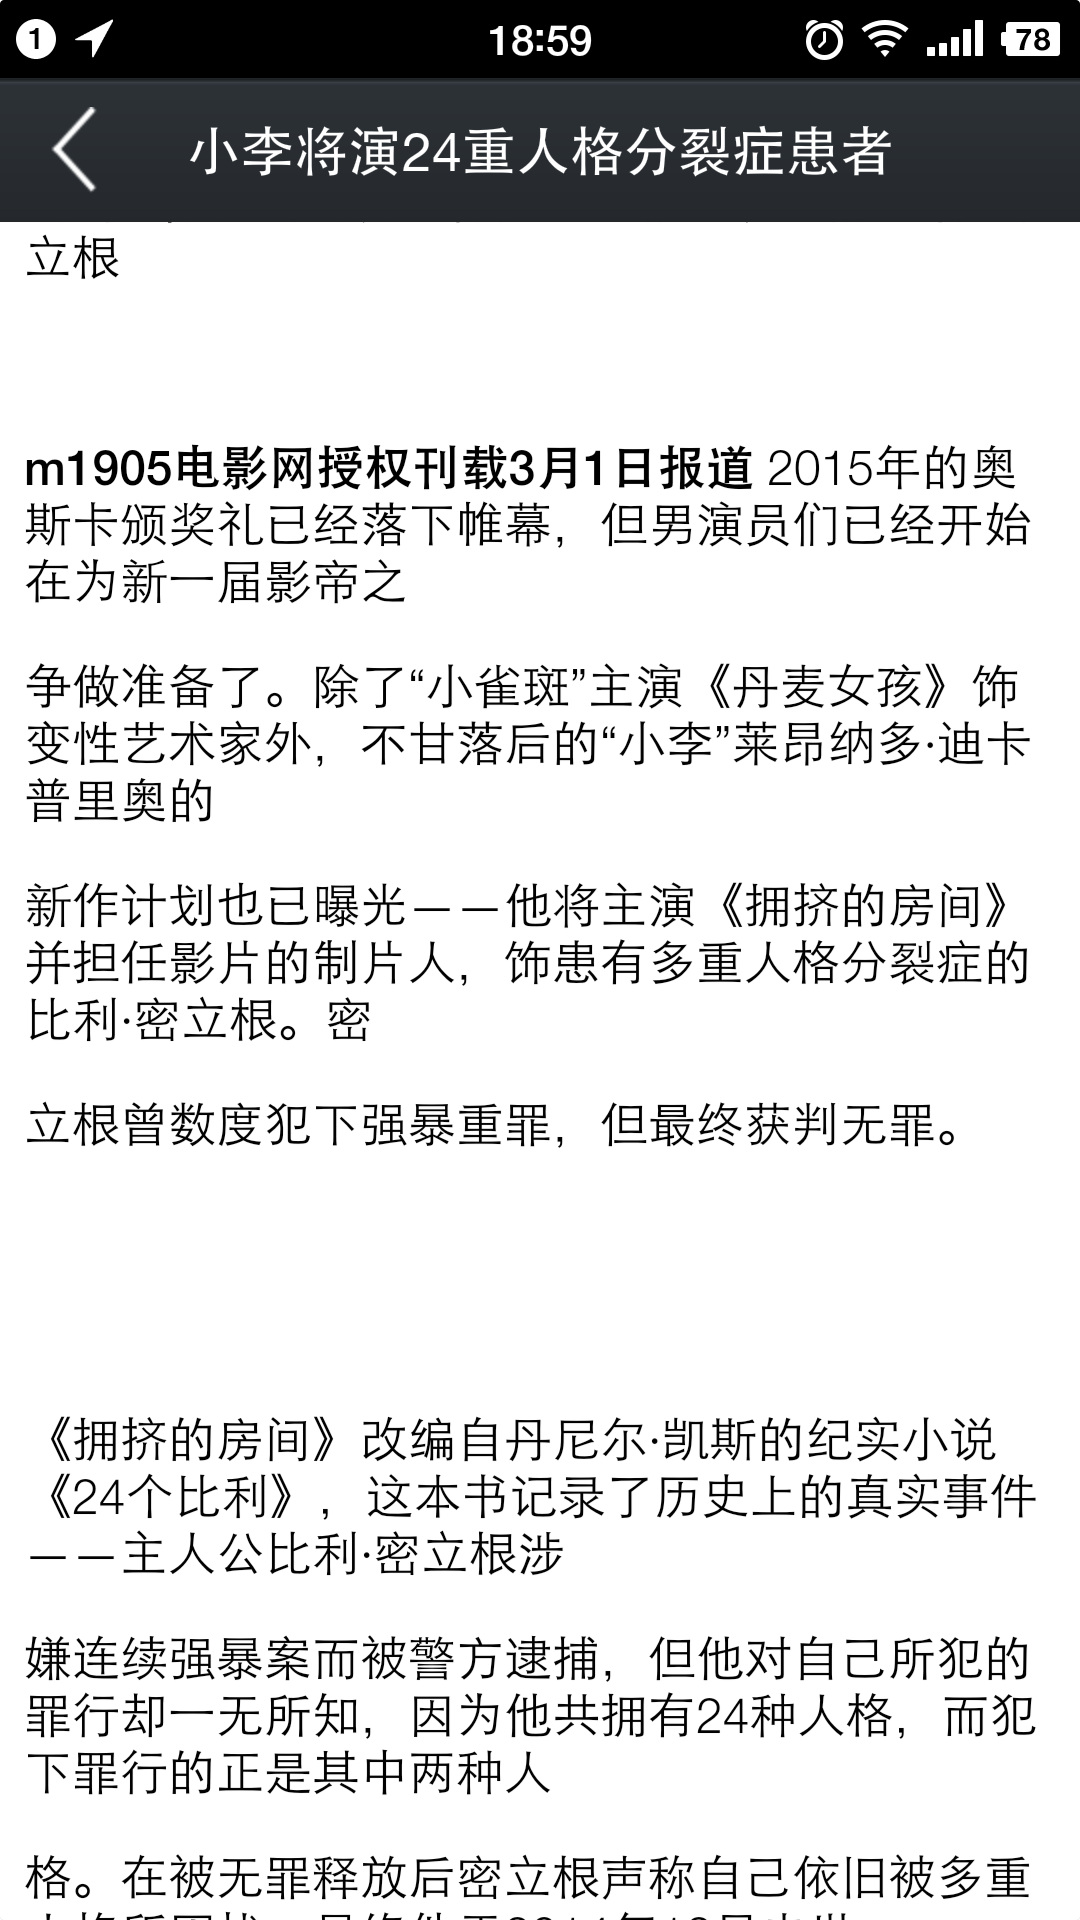 1
18:59
78
小李将演24重人格分裂症患者
立根
m1905电影网授权刊载3月1日报道 2015年的奥
斯卡颁奖礼已经落下帷幕，但男演员们已经开始
在为新一届影帝之
争做准备了。除了“小雀斑”主演《丹麦女孩》饰
变性艺术家外，不甘落后的“小李”莱昂纳多·迪卡
普里奥的
新作计划也已曝光——他将主演《拥挤的房间》
并担任影片的制片人，饰患有多重人格分裂症的
比利·密立根。密
立根曾数度犯下强暴重罪，但最终获判无罪。
《拥挤的房间》改编自丹尼尔·凯斯的纪实小说
《24个比利》，这本书记录了历史上的真实事件
——主人公比利·密立根涉
嫌连续强暴案而被警方逮捕，但他对自己所犯的
罪行却一无所知，因为他共拥有24种人格，而犯
下罪行的正是其中两种人
格。在被无罪释放后密立根声称自己依旧被多重